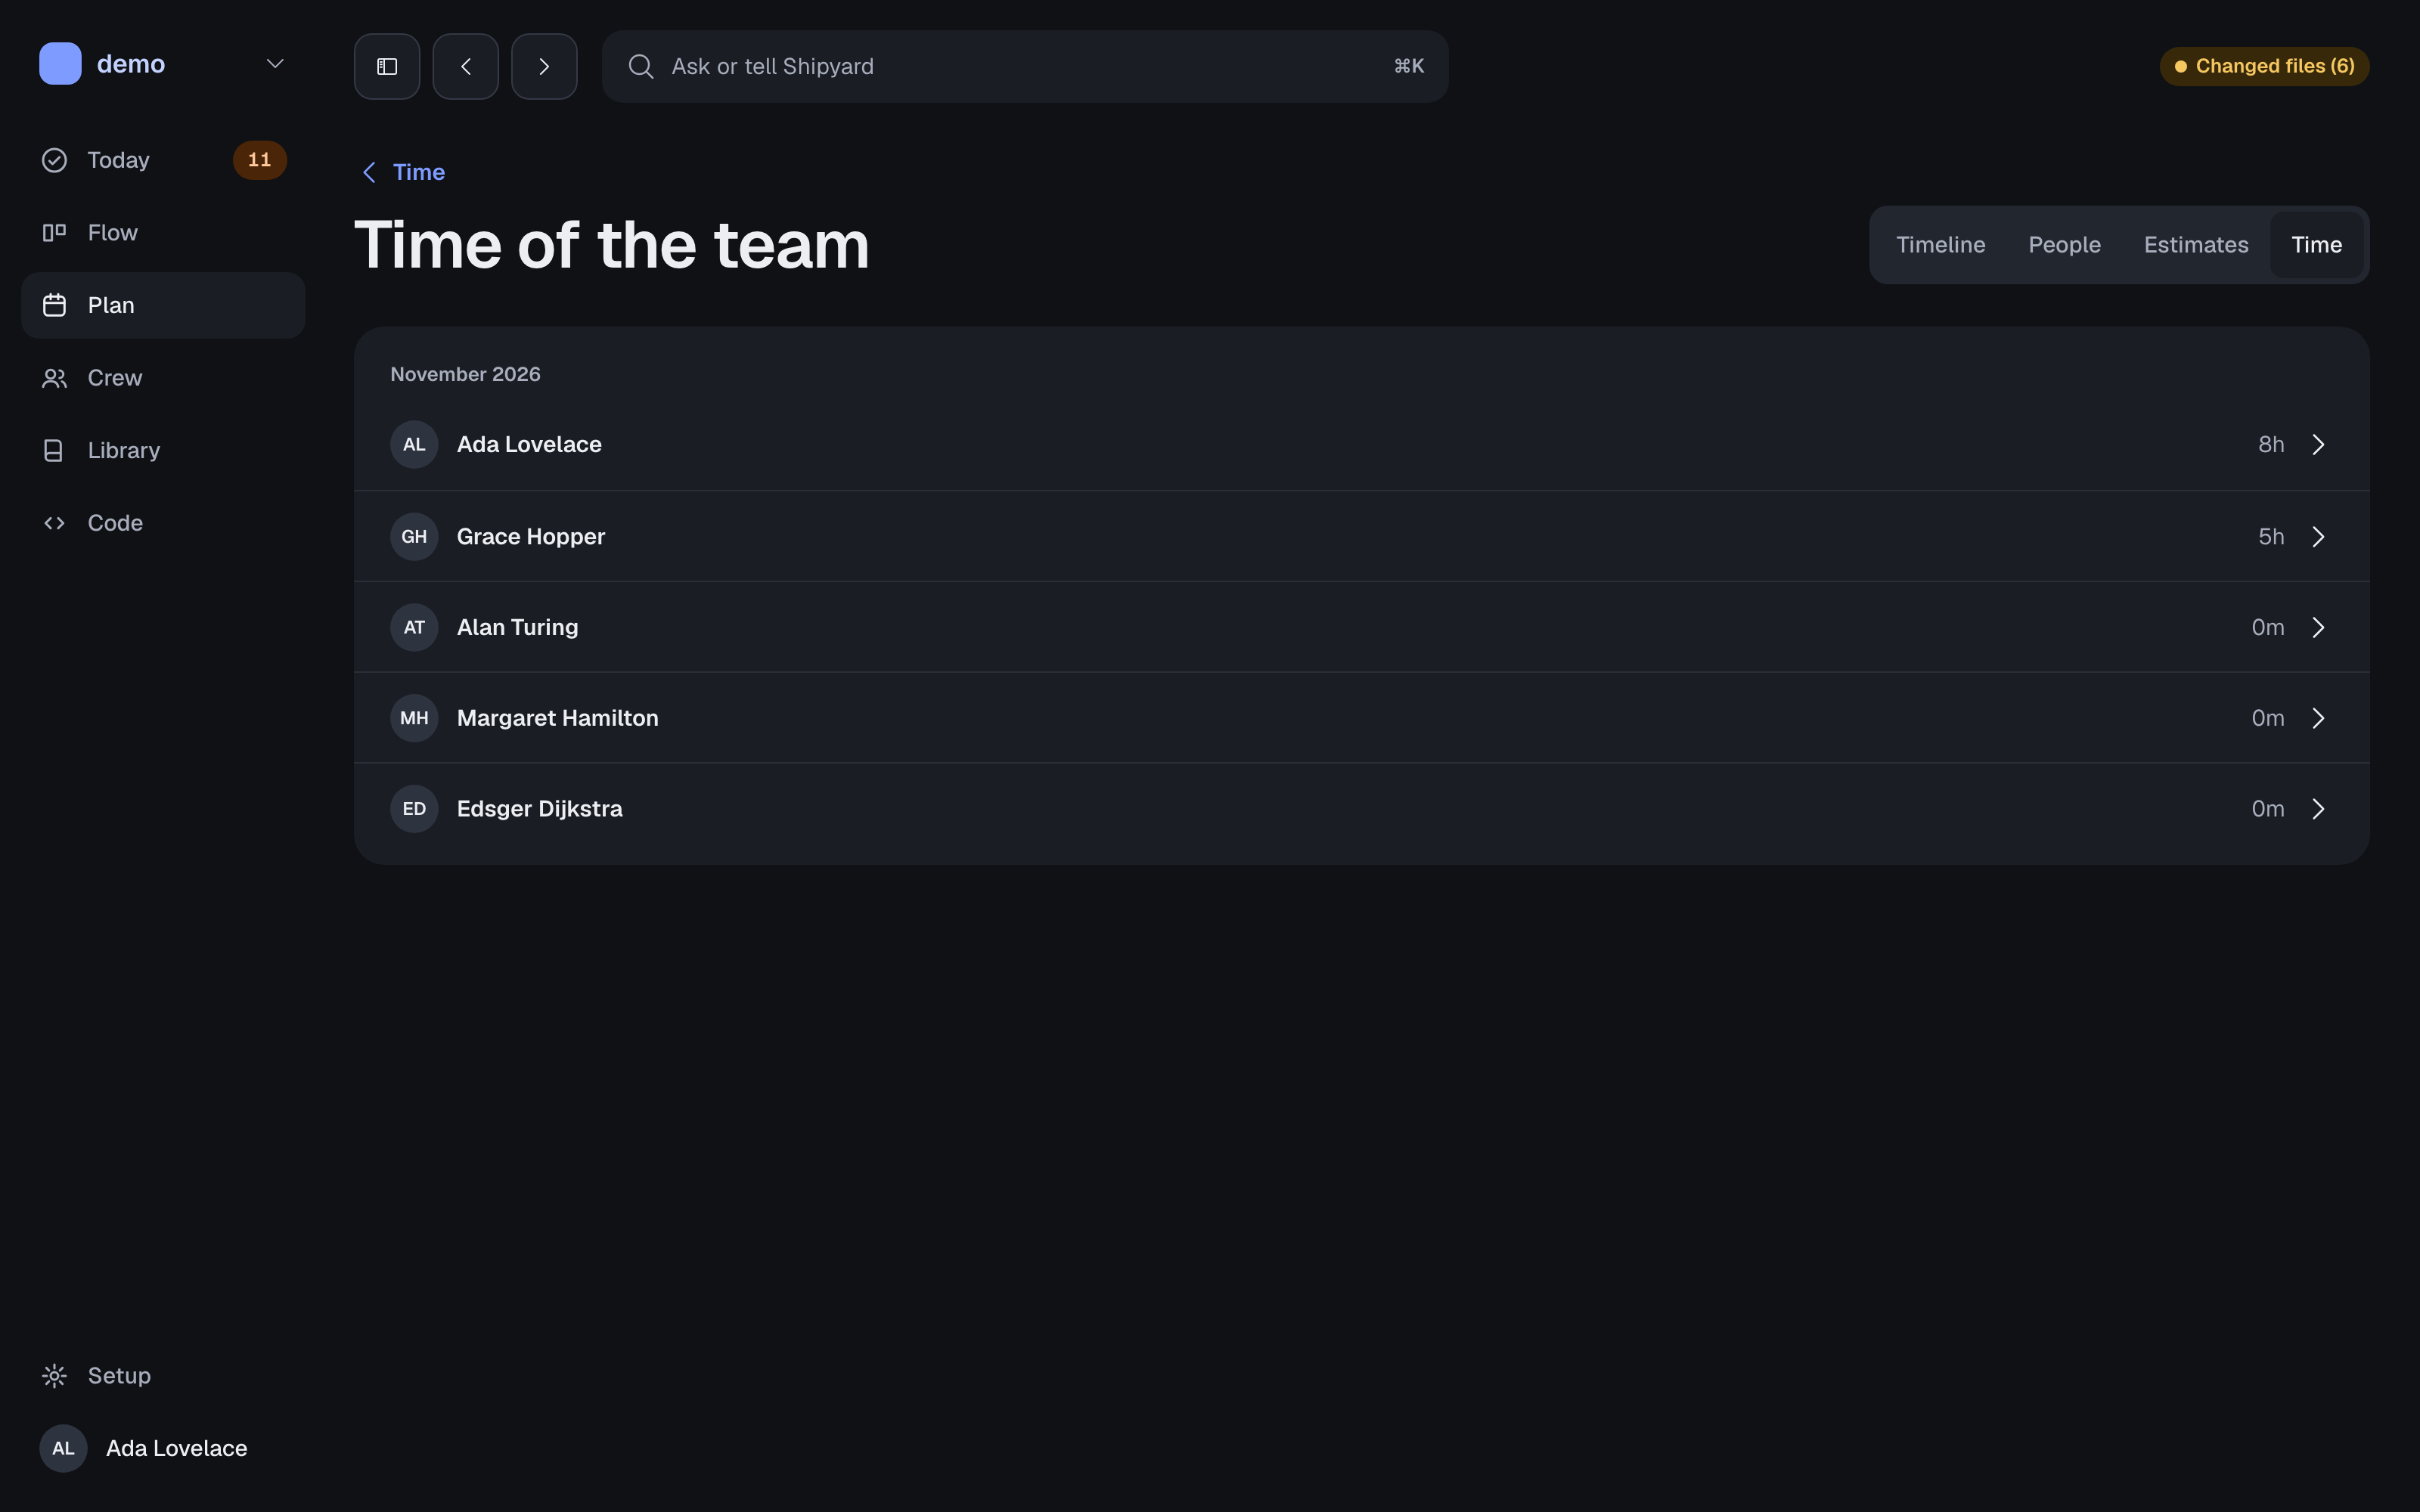 demo
Ask or tell Shipyard
⌘K
Changed files (6)
Today
11
Flow
Plan
Crew
Library
Code
Time
Time of the team
Timeline
People
Estimates
Time
November 2026
AL Ada Lovelace 8h
GH Grace Hopper 5h
AT Alan Turing 0m
MH Margaret Hamilton 0m
ED Edsger Dijkstra 0m
Setup
AL Ada Lovelace